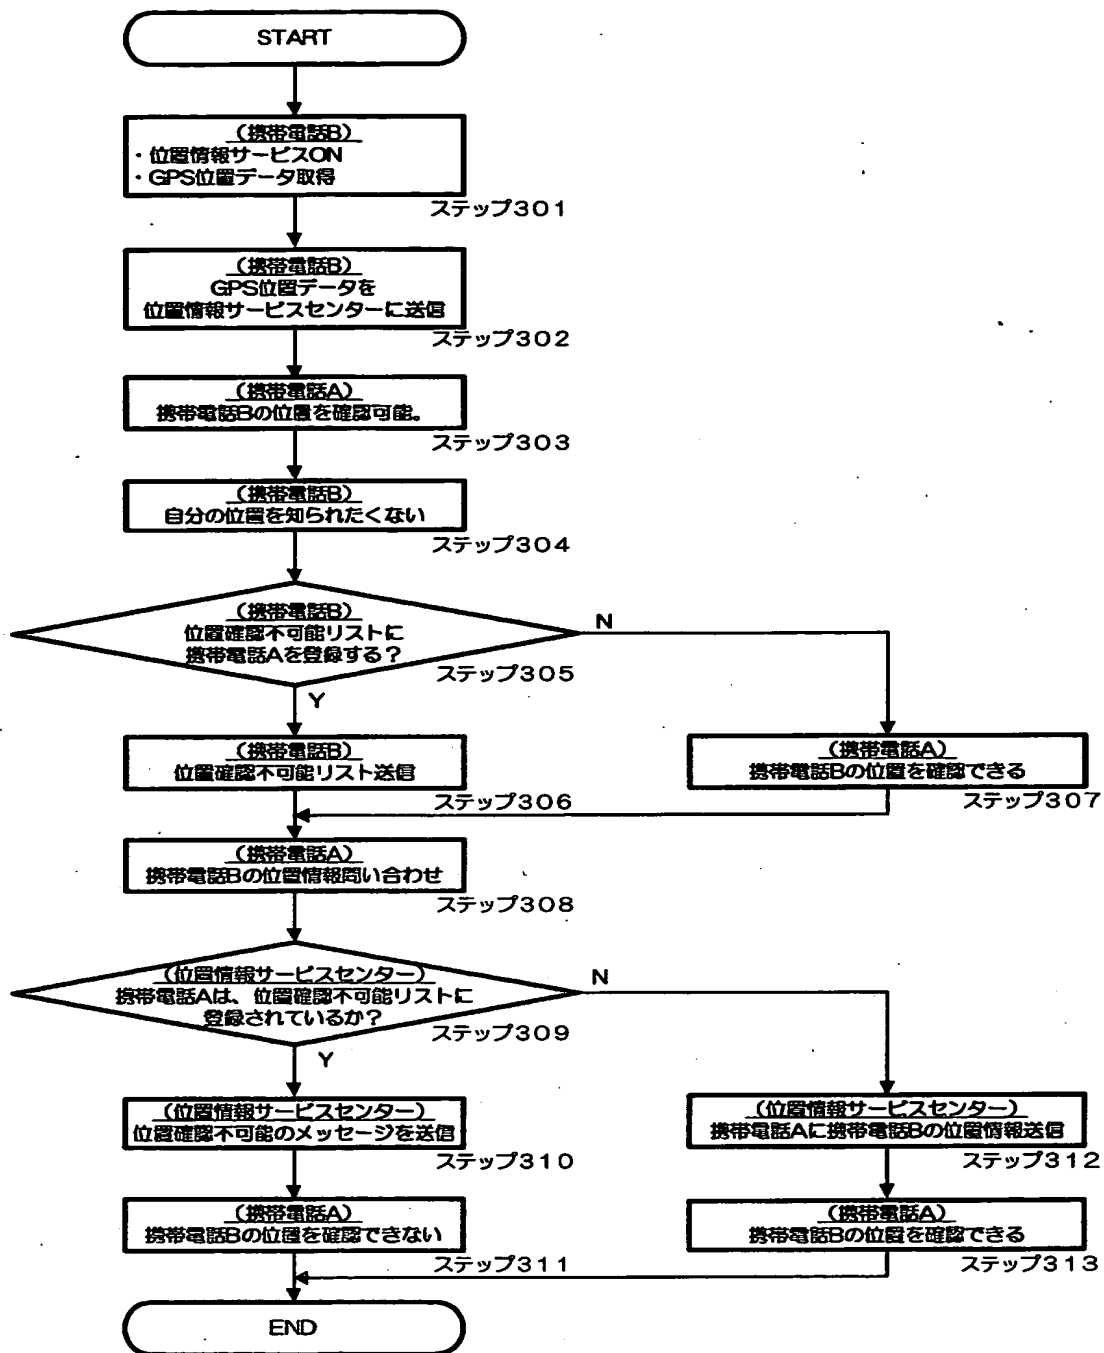 START
(携帯電話B)
・位置情報サービスON
・GPS位置データ取得
ステップ301
(携帯電話B)
GPS位置データを
位置情報サービスセンターに送信
ステップ302
(携帯電話A)
携帯電話Bの位置を確認可能。
ステップ303
(携帯電話B)
自分の位置を知られたくない
ステップ304
(携帯電話B)
位置確認不可能リストに
携帯電話Aを登録する?
ステップ305
N
Y
(携帯電話B)
位置確認不可能リスト送信
ステップ306
(携帯電話A)
携帯電話Bの位置を確認できる
ステップ307
(携帯電話A)
携帯電話Bの位置情報問い合わせ
ステップ308
(位置情報サービスセンター)
携帯電話Aは、位置確認不可能リストに
登録されているか?
ステップ309
N
Y
(位置情報サービスセンター)
位置確認不可能のメッセージを送信
ステップ310
(位置情報サービスセンター)
携帯電話Aに携帯電話Bの位置情報送信
ステップ312
(携帯電話A)
携帯電話Bの位置を確認できない
ステップ311
(携帯電話A)
携帯電話Bの位置を確認できる
ステップ313
END